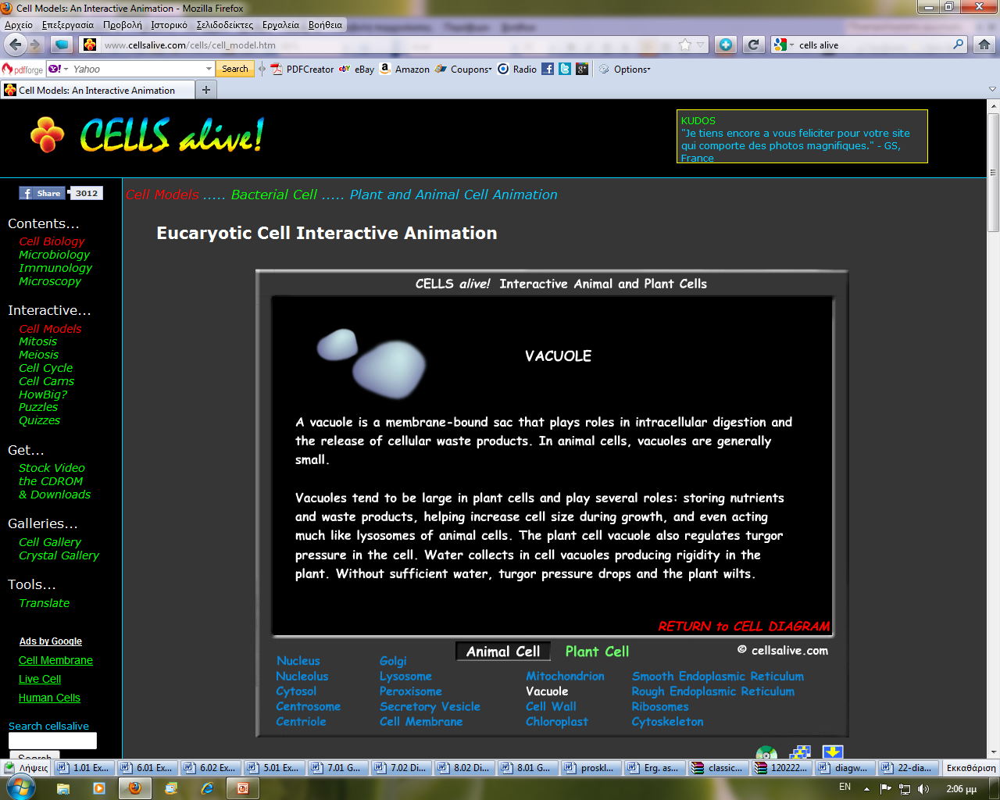 Cell Models: An Interactive Animation - Mozilla Firefox
Αρχείο Επεξεργασία Προβολή Ιστορικό Σελιδοδείκτες Εργαλεία Βοήθεια
www.cellsalive.com/cells/cell_model.htm
cells alive
pdfforge
Y! Yahoo
Search
PDFCreator eBay Amazon Coupons Radio Options
Cell Models: An Interactive Animation
CELLS alive!
KUDOS
"Je tiens encore a vous feliciter pour votre site
qui comporte des photos magnifiques." - GS,
France
Share 3012
Cell Models ..... Bacterial Cell ..... Plant and Animal Cell Animation
Contents...
Cell Biology
Microbiology
Immunology
Microscopy
Interactive...
Cell Models
Mitosis
Meiosis
Cell Cycle
Cell Cams
HowBig?
Puzzles
Quizzes
Get...
Stock Video
the CDROM
& Downloads
Galleries...
Cell Gallery
Crystal Gallery
Tools...
Translate
Ads by Google
Cell Membrane
Live Cell
Human Cells
Search cellsalive
Search
Eucaryotic Cell Interactive Animation
CELLS alive! Interactive Animal and Plant Cells
VACUOLE
A vacuole is a membrane-bound sac that plays roles in intracellular digestion and
the release of cellular waste products. In animal cells, vacuoles are generally
small.
Vacuoles tend to be large in plant cells and play several roles: storing nutrients
and waste products, helping increase cell size during growth, and even acting
much like lysosomes of animal cells. The plant cell vacuole also regulates turgor
pressure in the cell. Water collects in cell vacuoles producing rigidity in the
plant. Without sufficient water, turgor pressure drops and the plant wilts.
RETURN to CELL DIAGRAM
Animal Cell Plant Cell © cellsalive.com
Nucleus Golgi
Nucleolus Lysosome Mitochondrion Smooth Endoplasmic Reticulum
Cytosol Peroxisome Vacuole Rough Endoplasmic Reticulum
Centrosome Secretory Vesicle Cell Wall Ribosomes
Centriole Cell Membrane Chloroplast Cytoskeleton
Λήψεις 1.01 Ex... 6.01 Ex... 6.02 Ex... 5.01 Ex... 7.01 G... 7.02 Di... 8.02 Di... 8.01 G... proskl... Erg. as... classic... 120222... diagw... 22-dia... Εκκαθάριση
EN 2:06 μμ